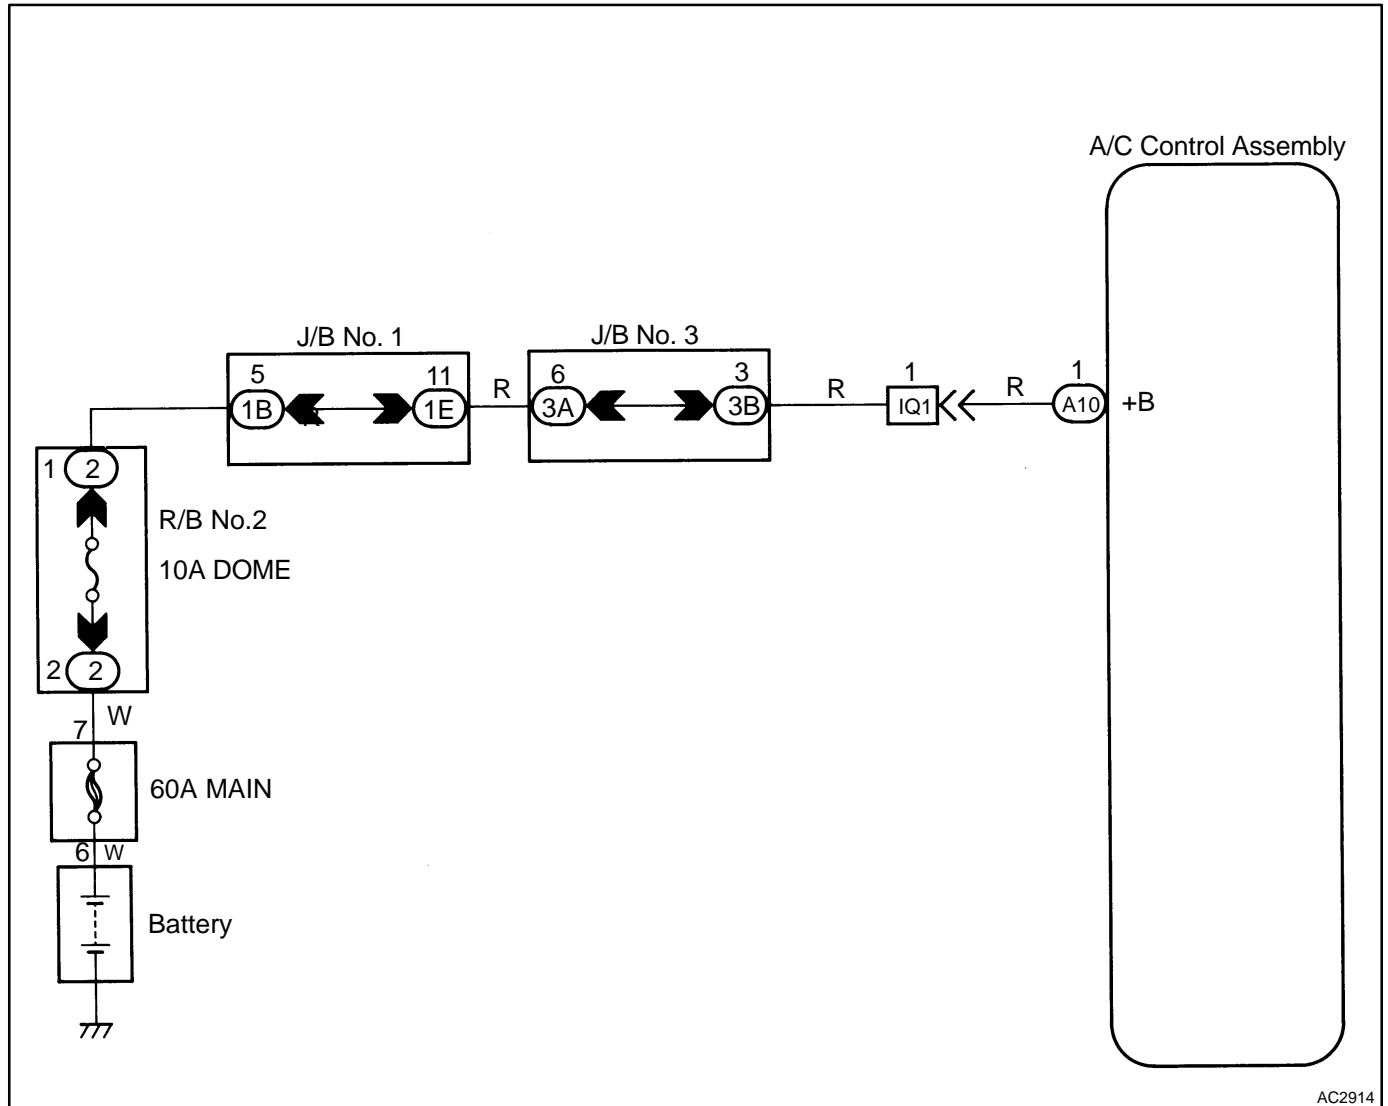 A/C Control Assembly
J/B No. 1
J/B No. 3
5
11
6
3
1
1
1B
1E
R
3A
3B
R
IQ1
R
A10
+B
1
2
R/B No.2
10A DOME
2
2
W
7
60A MAIN
6
W
Battery
AC2914